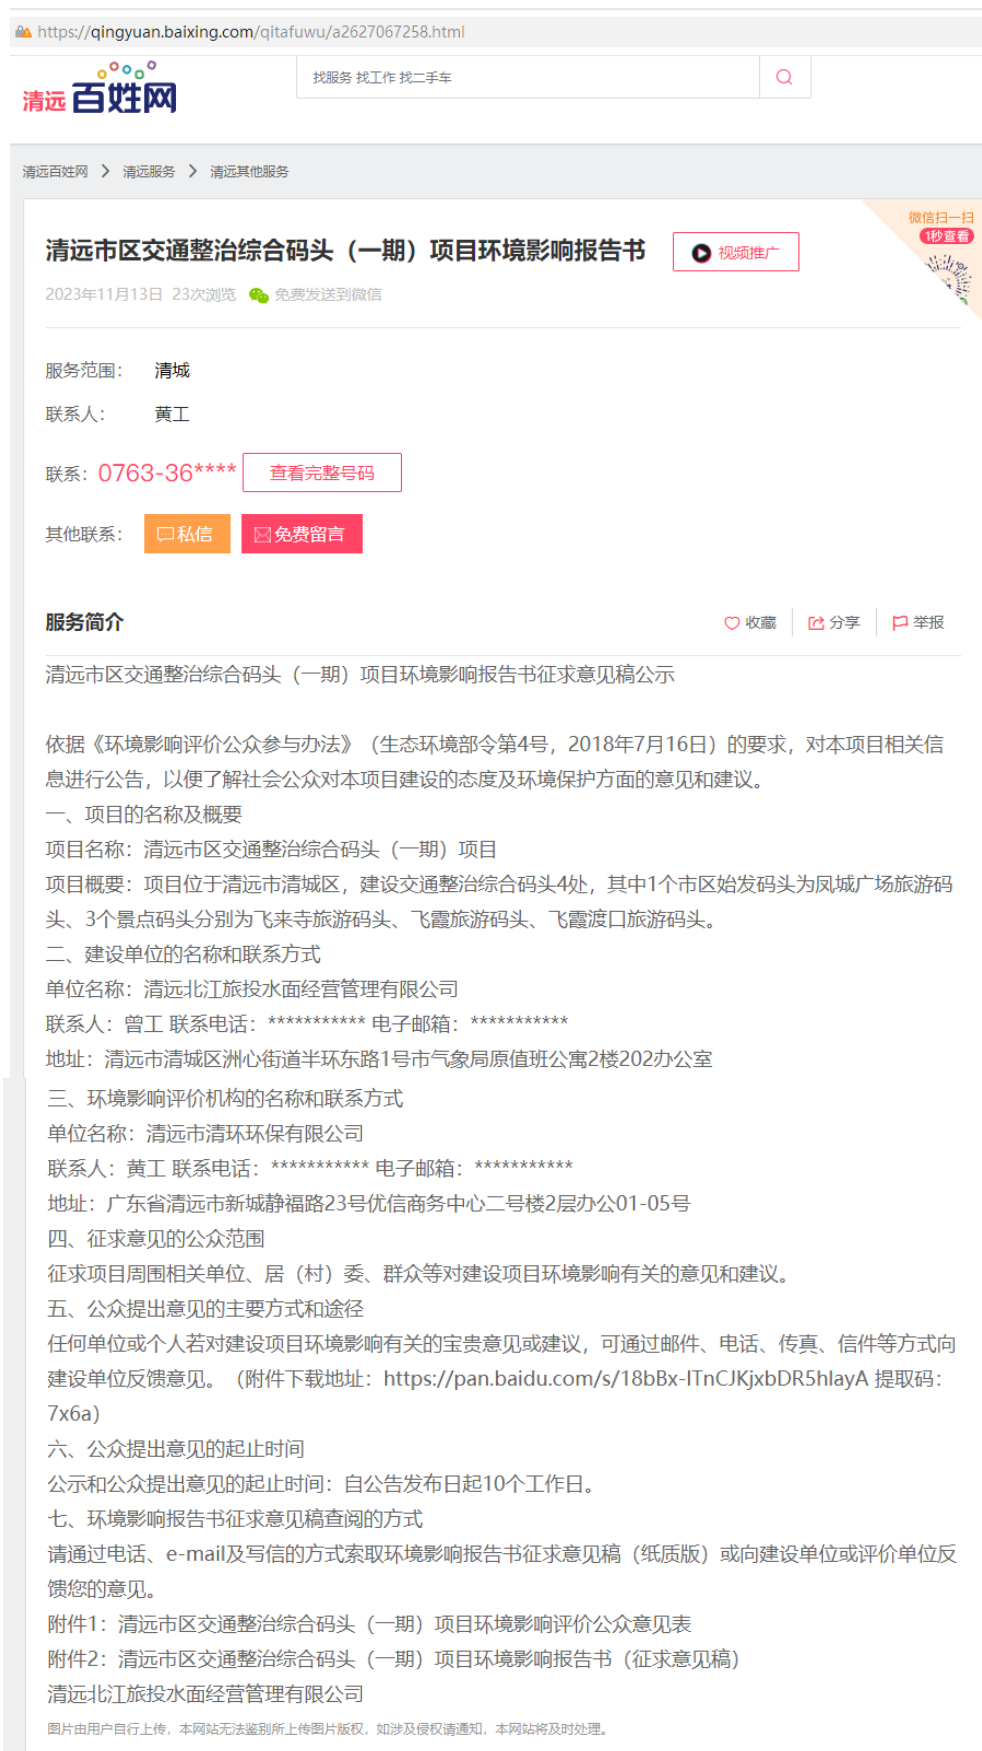 https://qingyuan.baixing.com/qitafuwu/a2627067258.html
清远 百姓网
找服务 找工作 找二手车
清远百姓网 > 清远服务 > 清远其他服务
微信扫一扫
1秒查看
清远市区交通整治综合码头（一期）项目环境影响报告书 视频推广
2023年11月13日 23次浏览 免费发送到微信
服务范围： 清城
联系人： 黄工
联系：0763-36**** 查看完整号码
其他联系： 私信 免费留言
服务简介 收藏 分享 举报
清远市区交通整治综合码头（一期）项目环境影响报告书征求意见稿公示
依据《环境影响评价公众参与办法》（生态环境部令第4号，2018年7月16日）的要求，对本项目相关信
息进行公告，以便了解社会公众对本项目建设的态度及环境保护方面的意见和建议。
一、项目的名称及概要
项目名称：清远市区交通整治综合码头（一期）项目
项目概要：项目位于清远市清城区，建设交通整治综合码头4处，其中1个市区始发码头为凤城广场旅游码
头、3个景点码头分别为飞来寺旅游码头、飞霞旅游码头、飞霞渡口旅游码头。
二、建设单位的名称和联系方式
单位名称：清远北江旅投水面经营管理有限公司
联系人：曾工 联系电话：*********** 电子邮箱：***********
地址：清远市清城区洲心街道半环东路1号市气象局原值班公寓2楼202办公室
三、环境影响评价机构的名称和联系方式
单位名称：清远市清环环保有限公司
联系人：黄工 联系电话：*********** 电子邮箱：***********
地址：广东省清远市新城静福路23号优信商务中心二号楼2层办公01-05号
四、征求意见的公众范围
征求项目周围相关单位、居（村）委、群众等对建设项目环境影响有关的意见和建议。
五、公众提出意见的主要方式和途径
任何单位或个人若对建设项目环境影响有关的宝贵意见或建议，可通过邮件、电话、传真、信件等方式向
建设单位反馈意见。（附件下载地址：https://pan.baidu.com/s/18bBx-ITnCJKjxbDR5hlayA 提取码：
7x6a）
六、公众提出意见的起止时间
公示和公众提出意见的起止时间：自公告发布日起10个工作日。
七、环境影响报告书征求意见稿查阅的方式
请通过电话、e-mail及写信的方式索取环境影响报告书征求意见稿（纸质版）或向建设单位或评价单位反
馈您的意见。
附件1：清远市区交通整治综合码头（一期）项目环境影响评价公众意见表
附件2：清远市区交通整治综合码头（一期）项目环境影响报告书（征求意见稿）
清远北江旅投水面经营管理有限公司
图片由用户自行上传，本网站无法鉴别所上传图片版权，如涉及侵权请通知，本网站将及时处理。